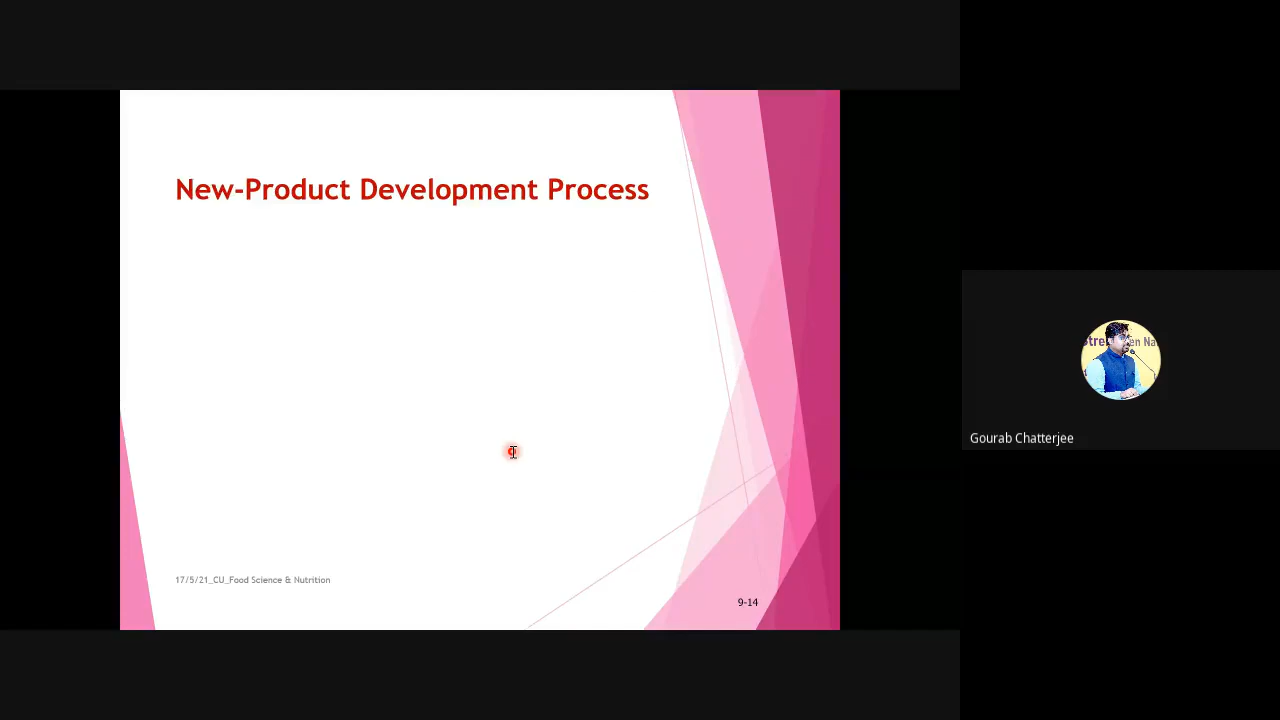 New-Product Development Process
17/5/21_CU_Food Science & Nutrition
9-14
Gourab Chatterjee